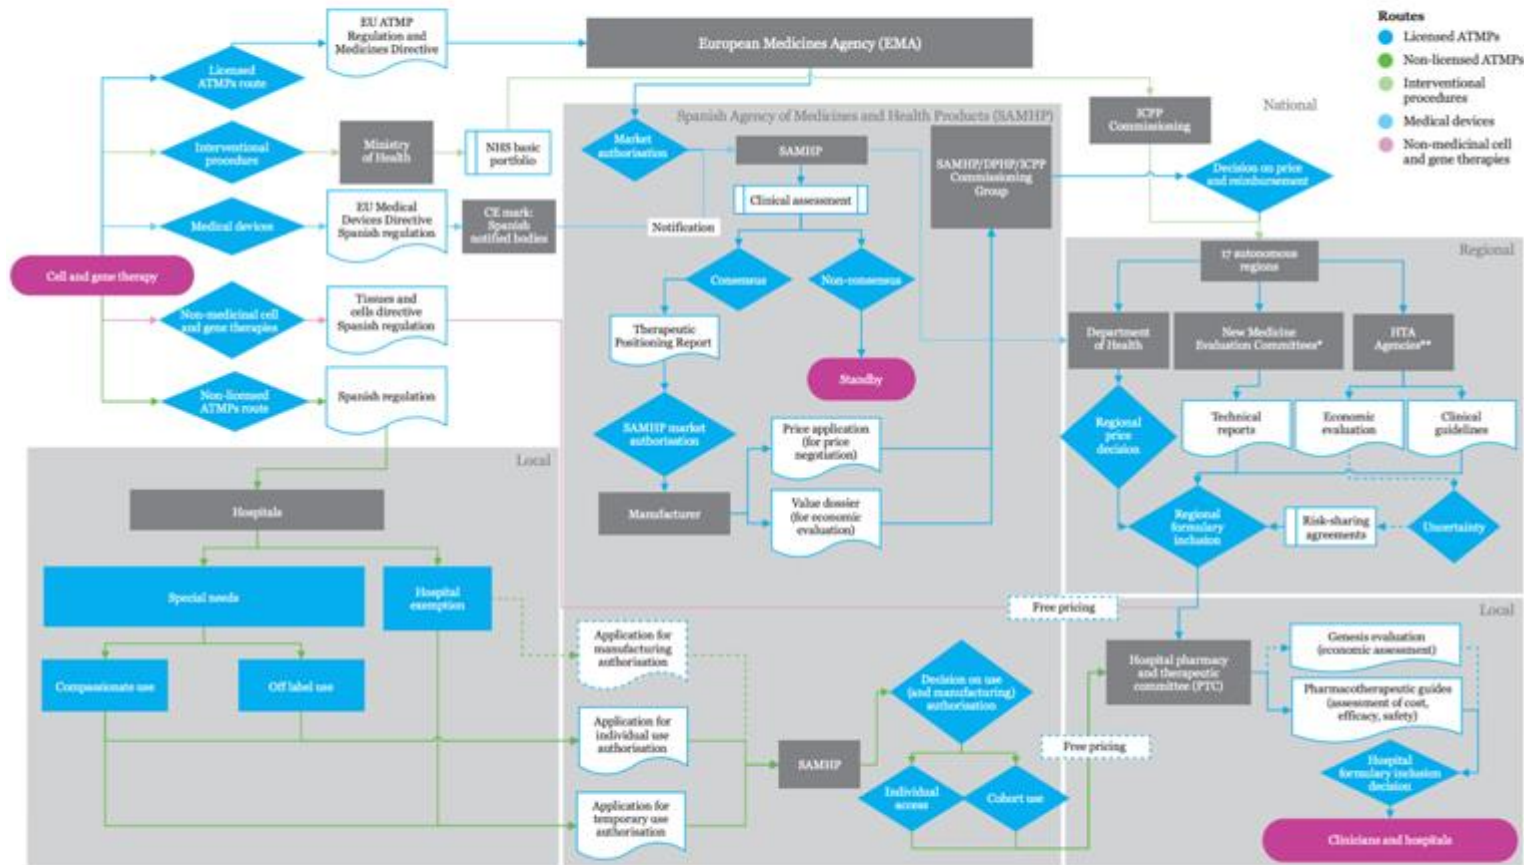 Routes
Licensed ATMPs
Non-licensed ATMPs
Interventional
procedures
Medical devices
Non-medicinal cell
and gene therapies
EU ATMP
Regulation and
Medicines Directive
European Medicines Agency (EMA)
Licensed
ATMPs route
National
Spanish Agency of Medicines and Health Products (SAMHP)
ICPP
Commissioning
Interventional
procedure
Ministry
of Health
NHS basic
portfolio
Market
authorisation
SAMHP
SAMHP/DPHP/ICPP
Commissioning
Group
Decision on price
and reimbursement
Clinical assessment
Medical devices
EU Medical
Devices Directive
Spanish regulation
CE mark:
Spanish
notified bodies
Notification
Regional
Cell and gene therapy
17 autonomous
regions
Consensus
Non-consensus
Non-medicinal cell
and gene therapies
Tissues and
cells directive
Spanish regulation
Therapeutic
Positioning Report
Department
of Health
New Medicine
Evaluation Committees*
HTA
Agencies**
Standby
Non-licensed
ATMPs route
Spanish regulation
SAMHP market
authorisation
Price application
(for price
negotiation)
Regional
price
decision
Technical
reports
Economic
evaluation
Clinical
guidelines
Local
Hospitals
Manufacturer
Value dossier
(for economic
evaluation)
Regional
formulary
inclusion
Risk-sharing
agreements
Uncertainty
Special needs
Hospital
exemption
Free pricing
Local
Application for
manufacturing
authorisation
Compassionate use
Off label use
Decision on use
(and manufacturing)
authorisation
Hospital pharmacy
and therapeutic
committee (PTC)
Genesis evaluation
(economic assessment)
Pharmacotherapeutic guides
(assessment of cost,
efficacy, safety)
Application for
individual use
authorisation
SAMHP
Free pricing
Individual
access
Cohort use
Hospital
formulary inclusion
decision
Application for
temporary use
authorisation
Clinicians and hospitals